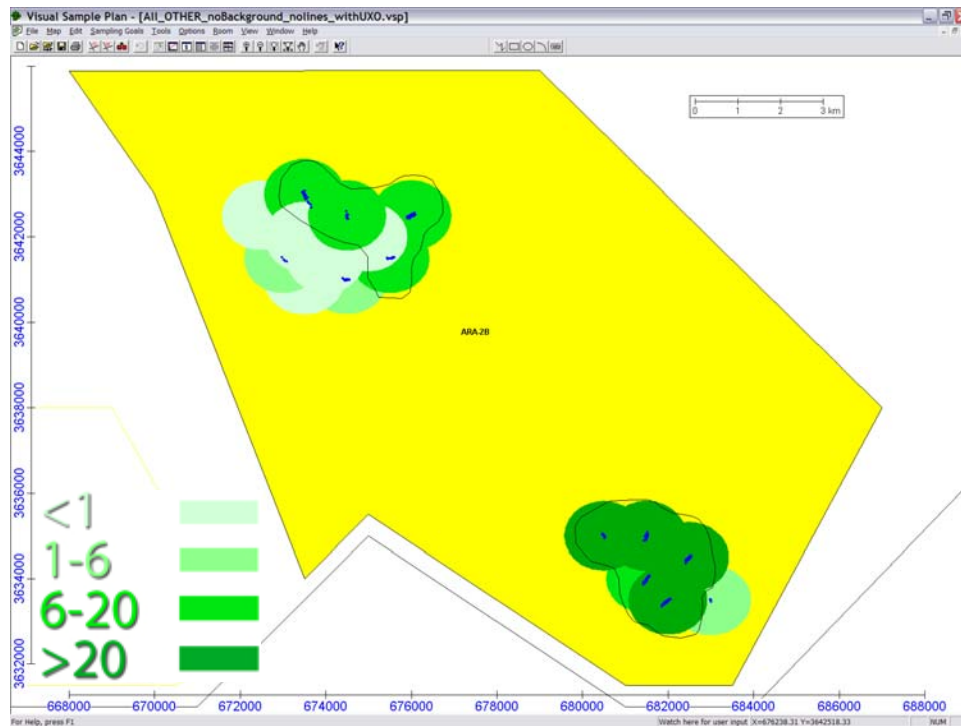 Visual Sample Plan - [All_OTHER_noBackground_nolines_withUXO.vsp]
File Map Edit Sampling Goals Tools Options Room View Window Help
0 1 2 3 km
3644000
3642000
3640000
3638000
3636000
3634000
3632000
ARA-2B
<1
1-6
6-20
>20
668000 670000 672000 674000 676000 678000 680000 682000 684000 686000 688000
For Help, press F1
Watch here for user input X=676238.31 Y=3642518.33
NUM